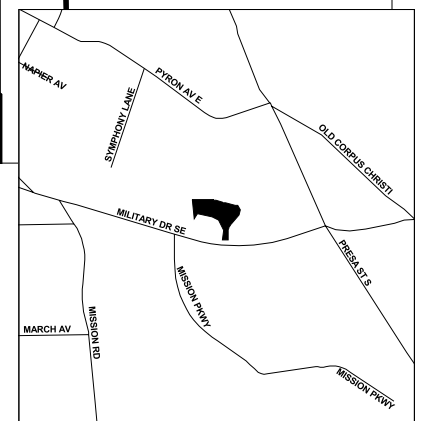 NAPIER AV
PYRON AV E
SYMPHONY LANE
OLD CORPUS CHRISTI
MILITARY DR SE
PRESA ST S
MISSION PKWY
MISSION RD
MARCH AV
MISSION PKWY